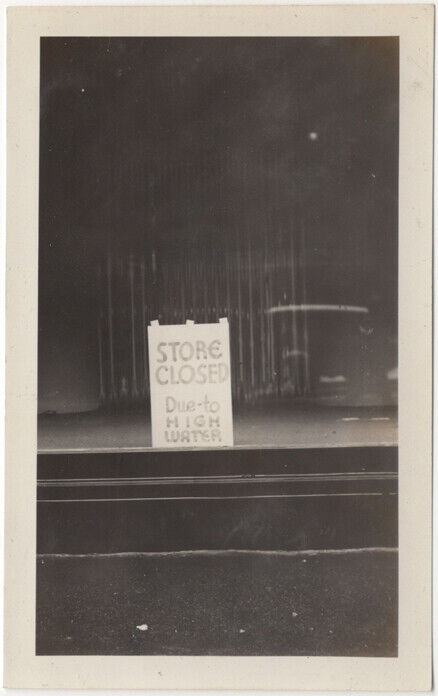 STORE
CLOSED
Due-to
HIGH
WATER